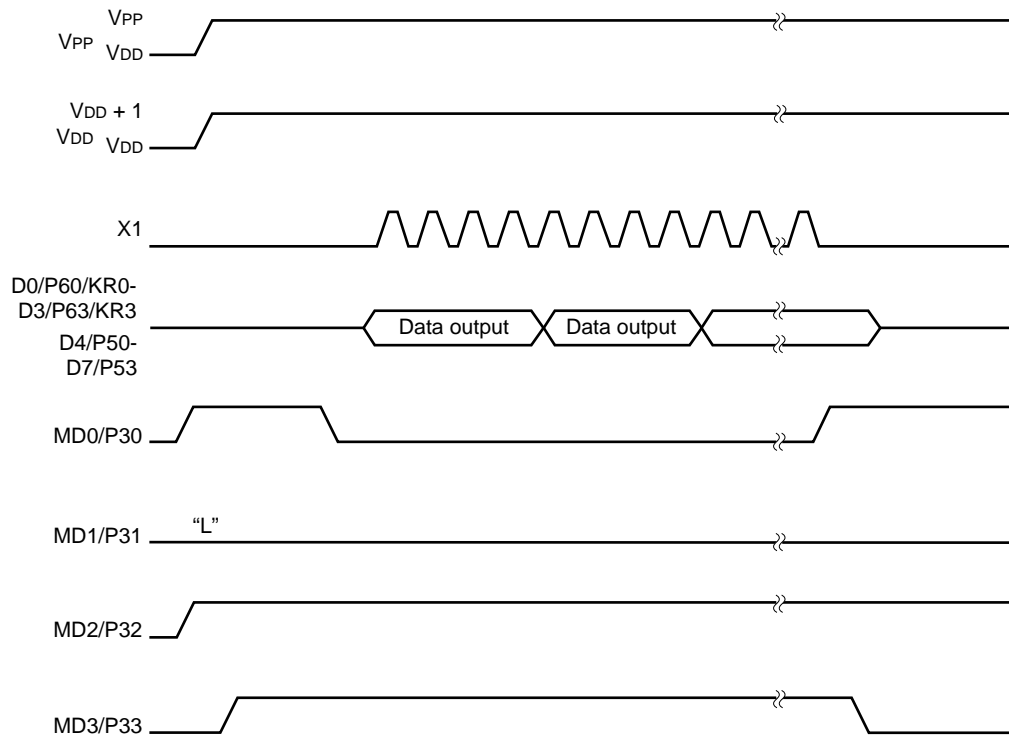 VPP
VPP
VDD
VDD + 1
VDD
VDD
X1
D0/P60/KR0-
D3/P63/KR3
D4/P50-
D7/P53
Data output
Data output
MD0/P30
MD1/P31
“L”
MD2/P32
MD3/P33